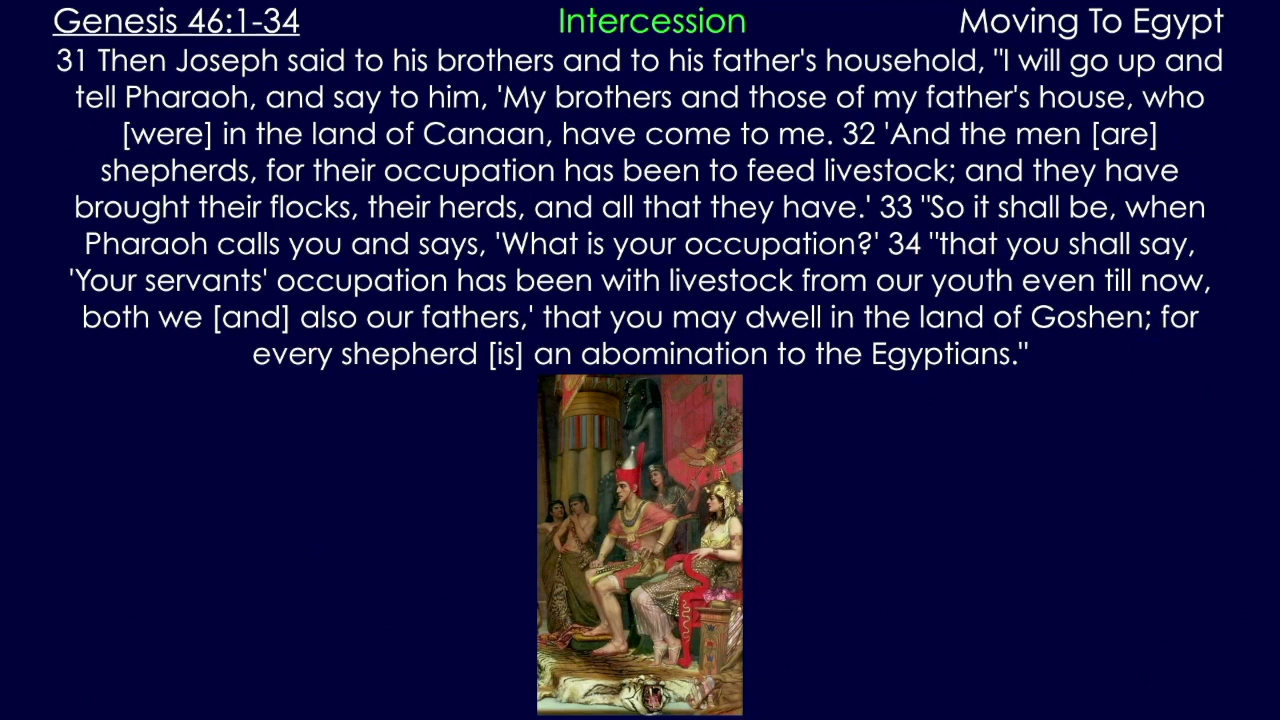 Genesis 46:1-34 Intercession Moving To Egypt
31 Then Joseph said to his brothers and to his father's household, "I will go up and
tell Pharaoh, and say to him, 'My brothers and those of my father's house, who
[were] in the land of Canaan, have come to me. 32 'And the men [are]
shepherds, for their occupation has been to feed livestock; and they have
brought their flocks, their herds, and all that they have.' 33 "So it shall be, when
Pharaoh calls you and says, 'What is your occupation?' 34 "that you shall say,
'Your servants' occupation has been with livestock from our youth even till now,
both we [and] also our fathers,' that you may dwell in the land of Goshen; for
every shepherd [is] an abomination to the Egyptians."